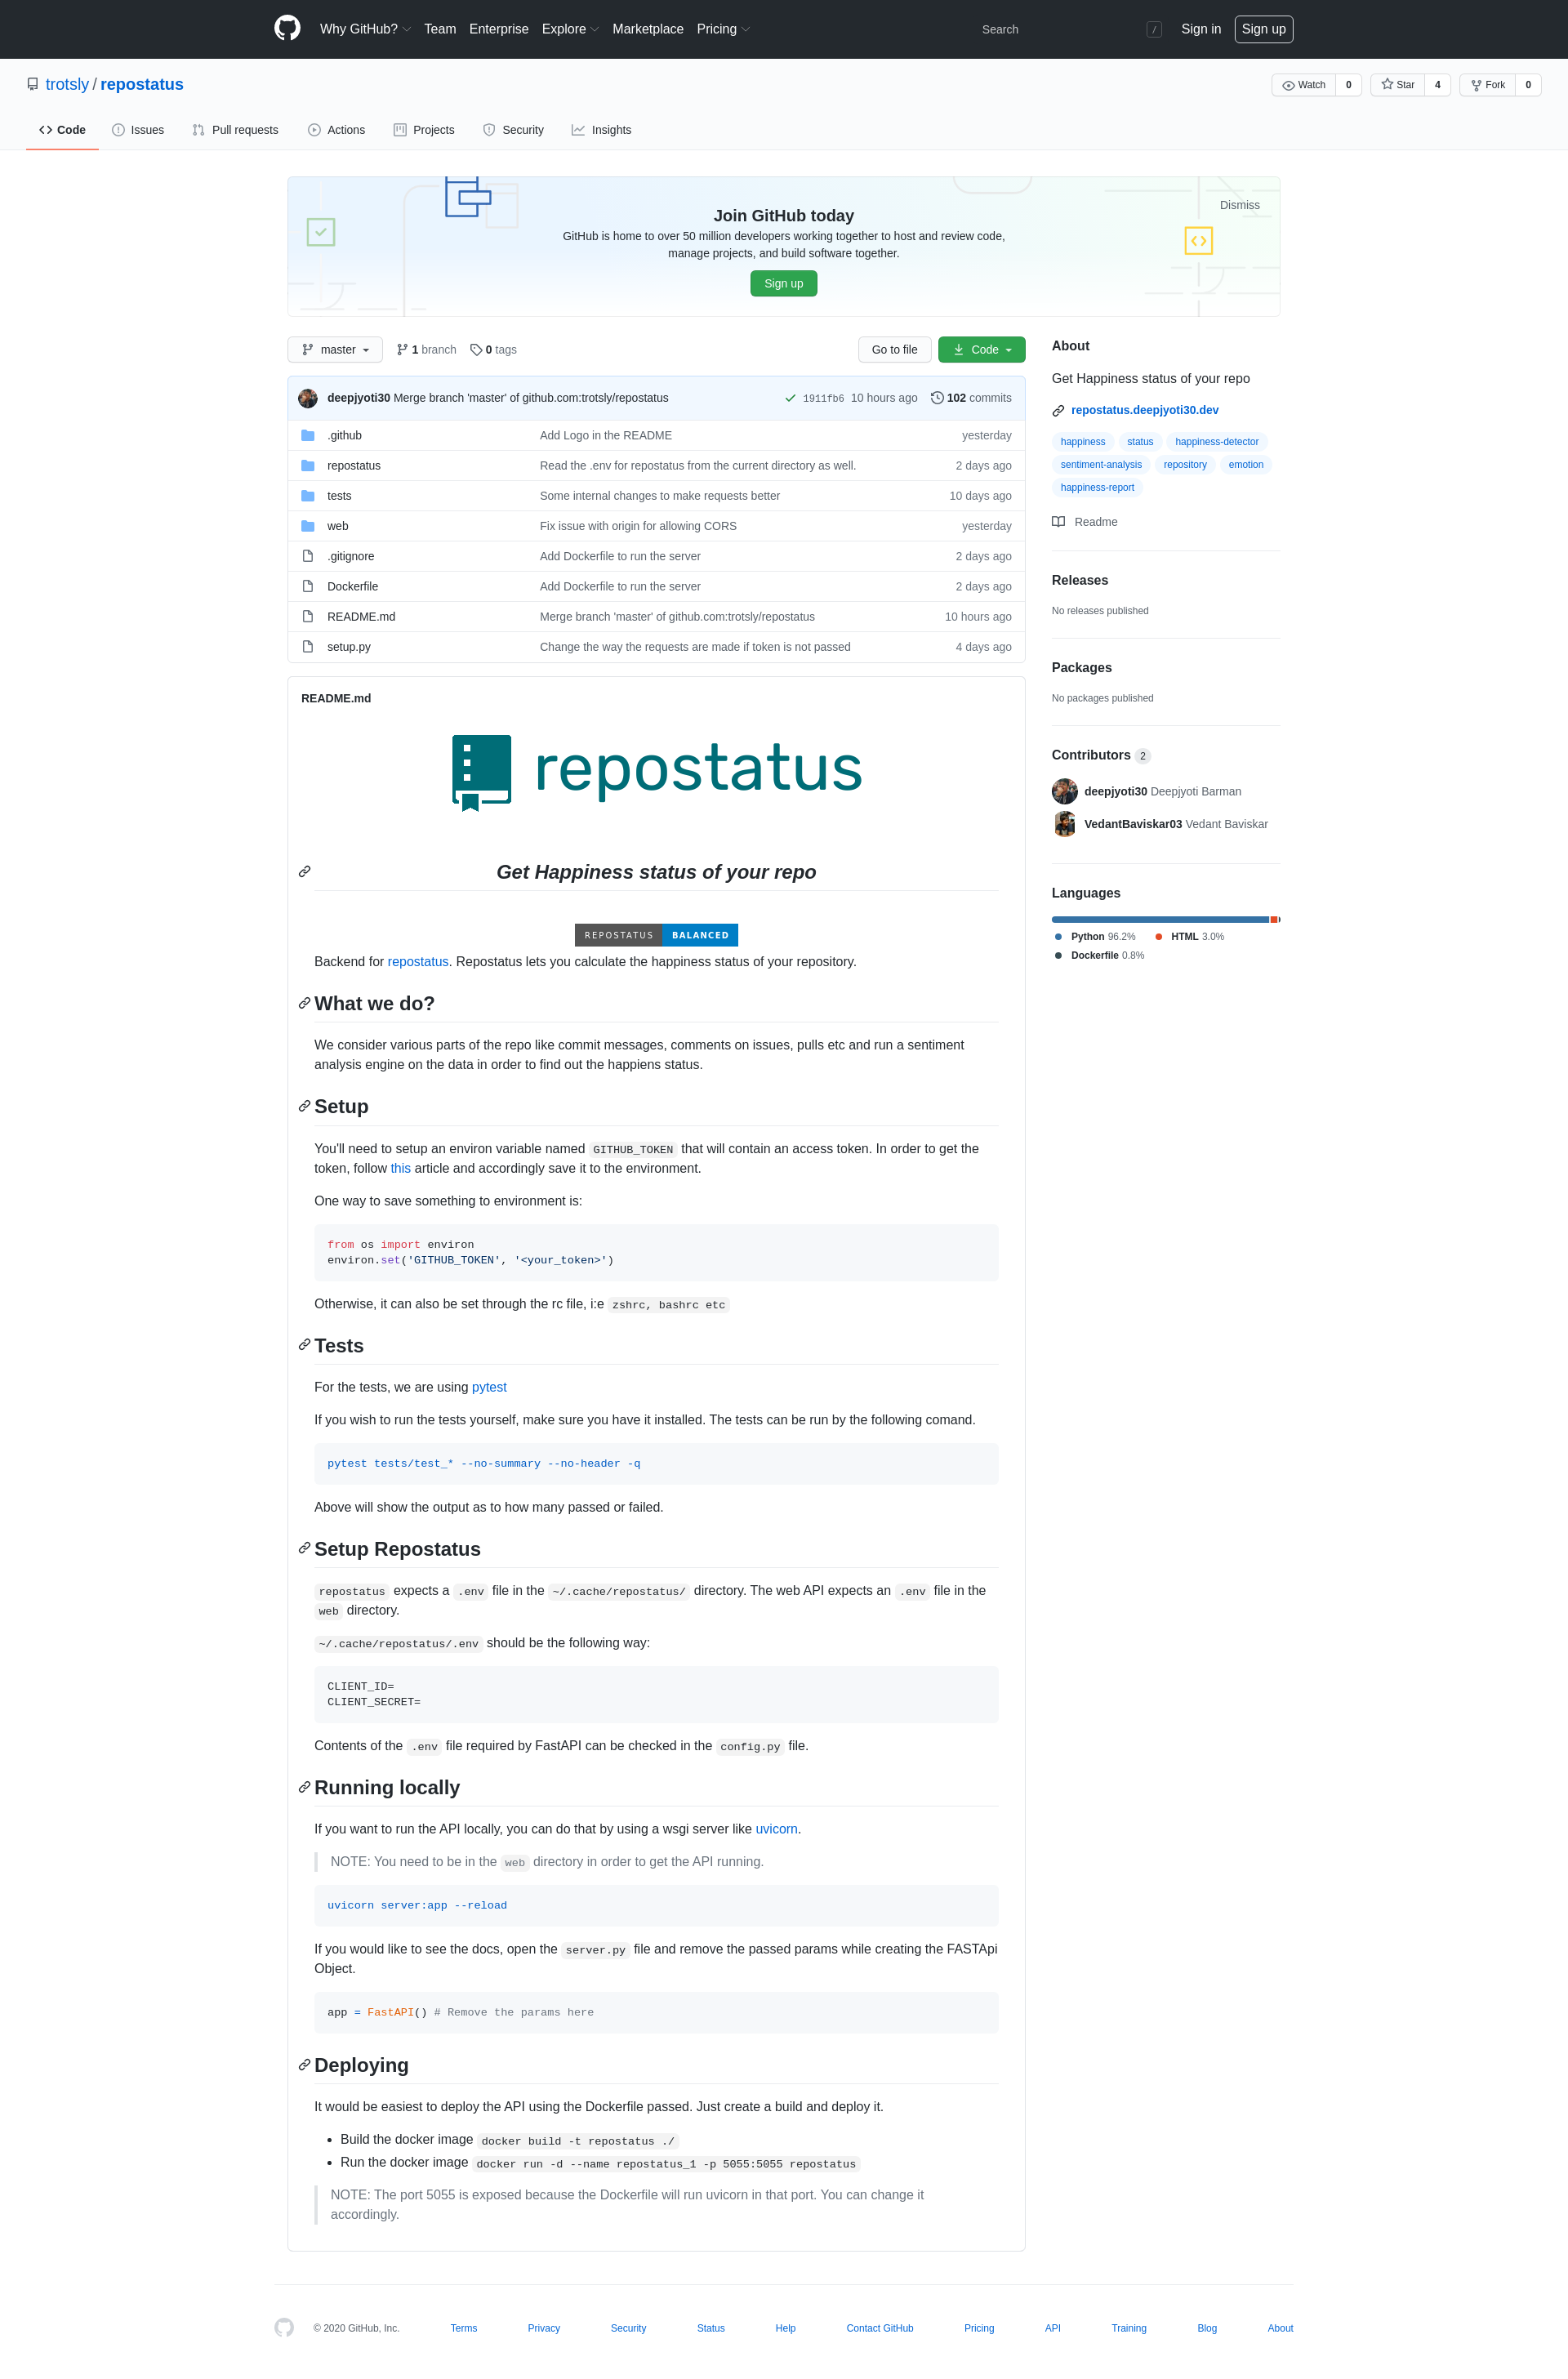 Why GitHub? Team Enterprise Explore Marketplace Pricing Search / Sign in Sign up
trotsly / repostatus Watch 0 Star 4 Fork 0
Code Issues Pull requests Actions Projects Security Insights
Dismiss
Join GitHub today
GitHub is home to over 50 million developers working together to host and review code,
manage projects, and build software together.
Sign up
master 1 branch 0 tags Go to file Code
deepjyoti30 Merge branch 'master' of github.com:trotsly/repostatus 1911fb6 10 hours ago 102 commits
.github Add Logo in the README yesterday
repostatus Read the .env for repostatus from the current directory as well. 2 days ago
tests Some internal changes to make requests better 10 days ago
web Fix issue with origin for allowing CORS yesterday
.gitignore Add Dockerfile to run the server 2 days ago
Dockerfile Add Dockerfile to run the server 2 days ago
README.md Merge branch 'master' of github.com:trotsly/repostatus 10 hours ago
setup.py Change the way the requests are made if token is not passed 4 days ago
README.md
repostatus
Get Happiness status of your repo
REPOSTATUS BALANCED
Backend for repostatus. Repostatus lets you calculate the happiness status of your repository.
What we do?
We consider various parts of the repo like commit messages, comments on issues, pulls etc and run a sentiment
analysis engine on the data in order to find out the happiens status.
Setup
You'll need to setup an environ variable named GITHUB_TOKEN that will contain an access token. In order to get the
token, follow this article and accordingly save it to the environment.
One way to save something to environment is:
from os import environ
environ.set('GITHUB_TOKEN', '<your_token>')
Otherwise, it can also be set through the rc file, i:e zshrc, bashrc etc
Tests
For the tests, we are using pytest
If you wish to run the tests yourself, make sure you have it installed. The tests can be run by the following comand.
pytest tests/test_* --no-summary --no-header -q
Above will show the output as to how many passed or failed.
Setup Repostatus
repostatus expects a .env file in the ~/.cache/repostatus/ directory. The web API expects an .env file in the
web directory.
~/.cache/repostatus/.env should be the following way:
CLIENT_ID=
CLIENT_SECRET=
Contents of the .env file required by FastAPI can be checked in the config.py file.
Running locally
If you want to run the API locally, you can do that by using a wsgi server like uvicorn.
NOTE: You need to be in the web directory in order to get the API running.
uvicorn server:app --reload
If you would like to see the docs, open the server.py file and remove the passed params while creating the FASTApi
Object.
app = FastAPI() # Remove the params here
Deploying
It would be easiest to deploy the API using the Dockerfile passed. Just create a build and deploy it.
• Build the docker image docker build -t repostatus ./
• Run the docker image docker run -d --name repostatus_1 -p 5055:5055 repostatus
NOTE: The port 5055 is exposed because the Dockerfile will run uvicorn in that port. You can change it
accordingly.
About
Get Happiness status of your repo
repostatus.deepjyoti30.dev
happiness status happiness-detector
sentiment-analysis repository emotion
happiness-report
Readme
Releases
No releases published
Packages
No packages published
Contributors 2
deepjyoti30 Deepjyoti Barman
VedantBaviskar03 Vedant Baviskar
Languages
Python 96.2% HTML 3.0%
Dockerfile 0.8%
© 2020 GitHub, Inc. Terms Privacy Security Status Help Contact GitHub Pricing API Training Blog About